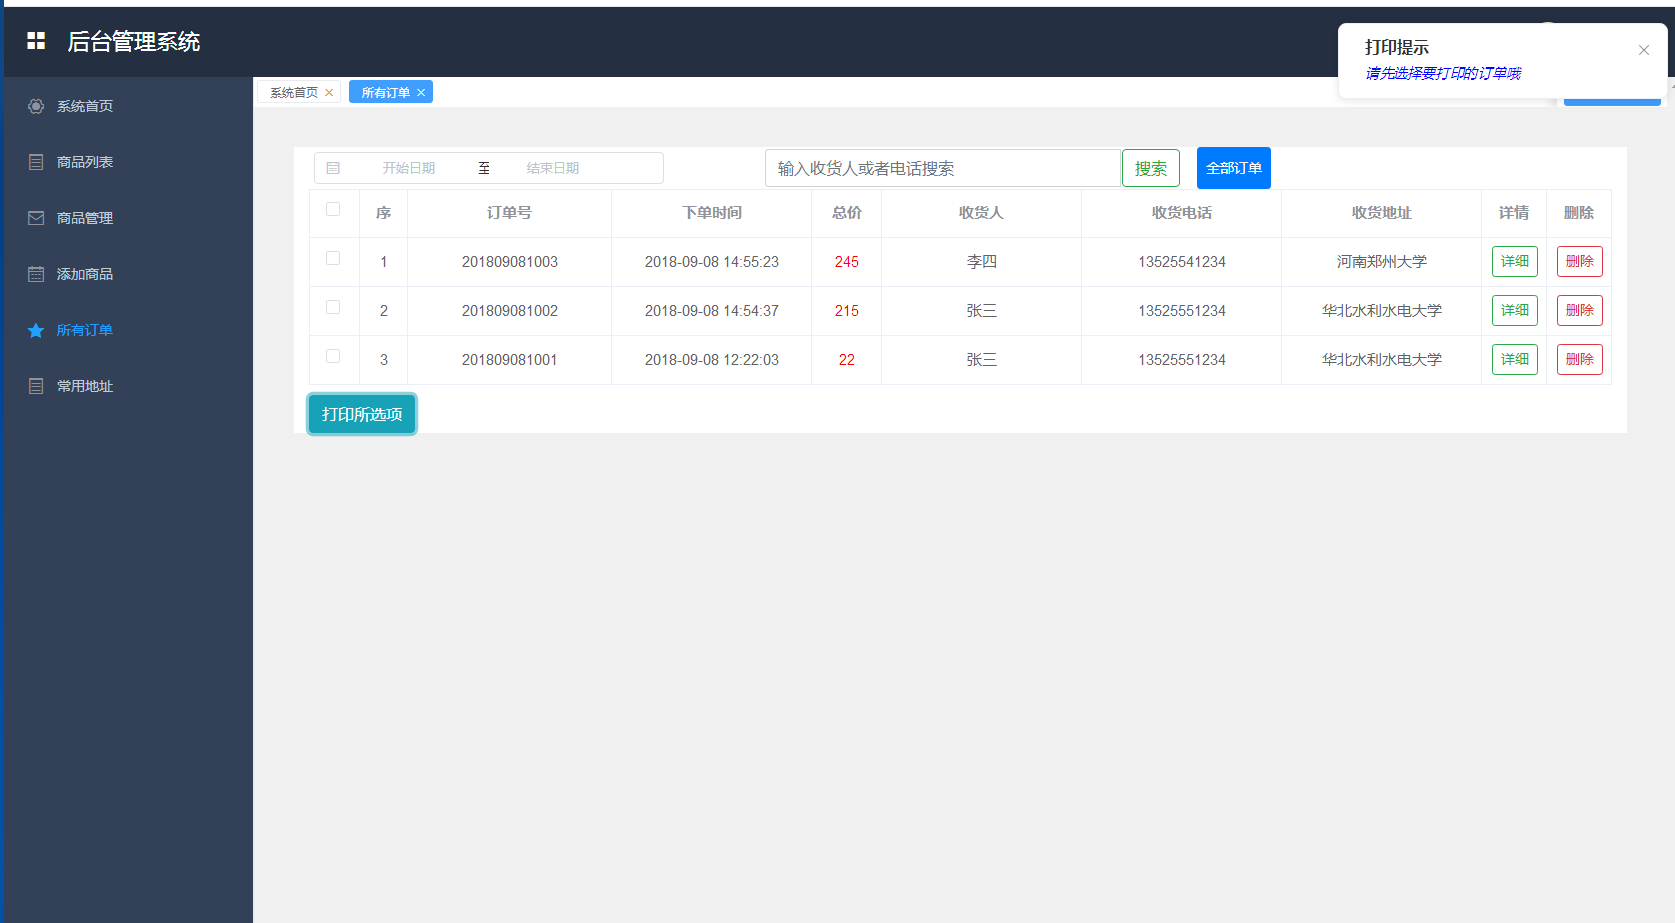 后台管理系统
打印提示
请先选择要打印的订单哦
系统首页
商品列表
商品管理
添加商品
所有订单
常用地址
系统首页 所有订单
开始日期 至 结束日期 输入收货人或者电话搜索 搜索 全部订单
序 订单号 下单时间 总价 收货人 收货电话 收货地址 详情 删除
1 201809081003 2018-09-08 14:55:23 245 李四 13525541234 河南郑州大学 详细 删除
2 201809081002 2018-09-08 14:54:37 215 张三 13525551234 华北水利水电大学 详细 删除
3 201809081001 2018-09-08 12:22:03 22 张三 13525551234 华北水利水电大学 详细 删除
打印所选项